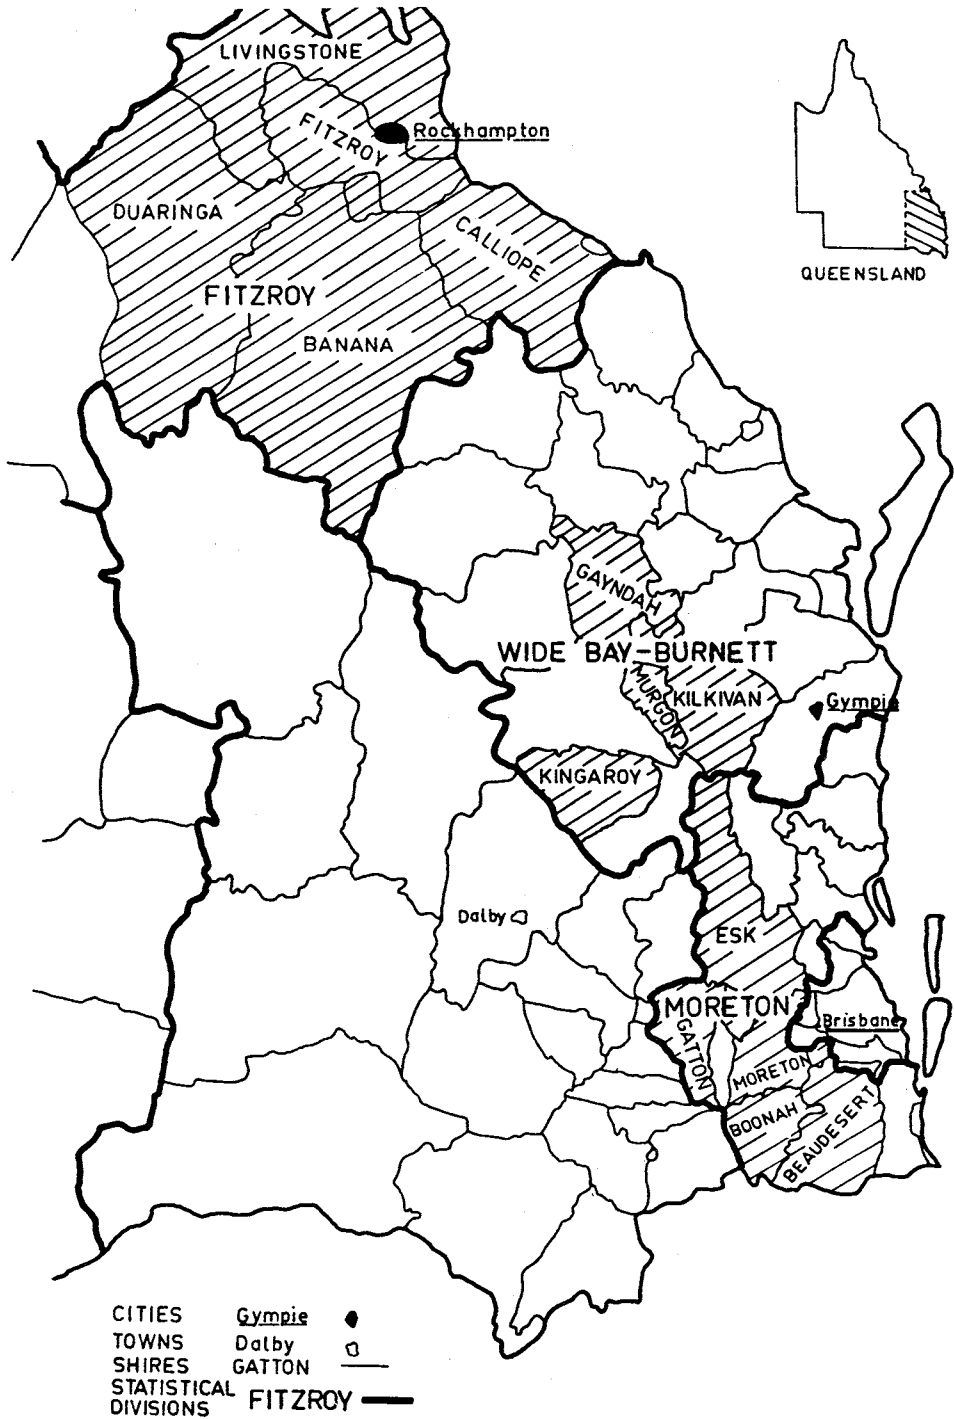 LIVINGSTONE
FITZROY
Rockhampton
DUARINGA
CALLIOPE
QUEENSLAND
FITZROY
BANANA
GAYNDAH
WIDE BAY-BURNETT
MURGON
KILKIVAN
Gympie
KINGAROY
Dalby
ESK
MORETON
Brisbane
GATTON
MORETON
BOONAH
BEAUDESERT
CITIES Gympie
TOWNS Dalby
SHIRES GATTON
STATISTICAL
DIVISIONS FITZROY